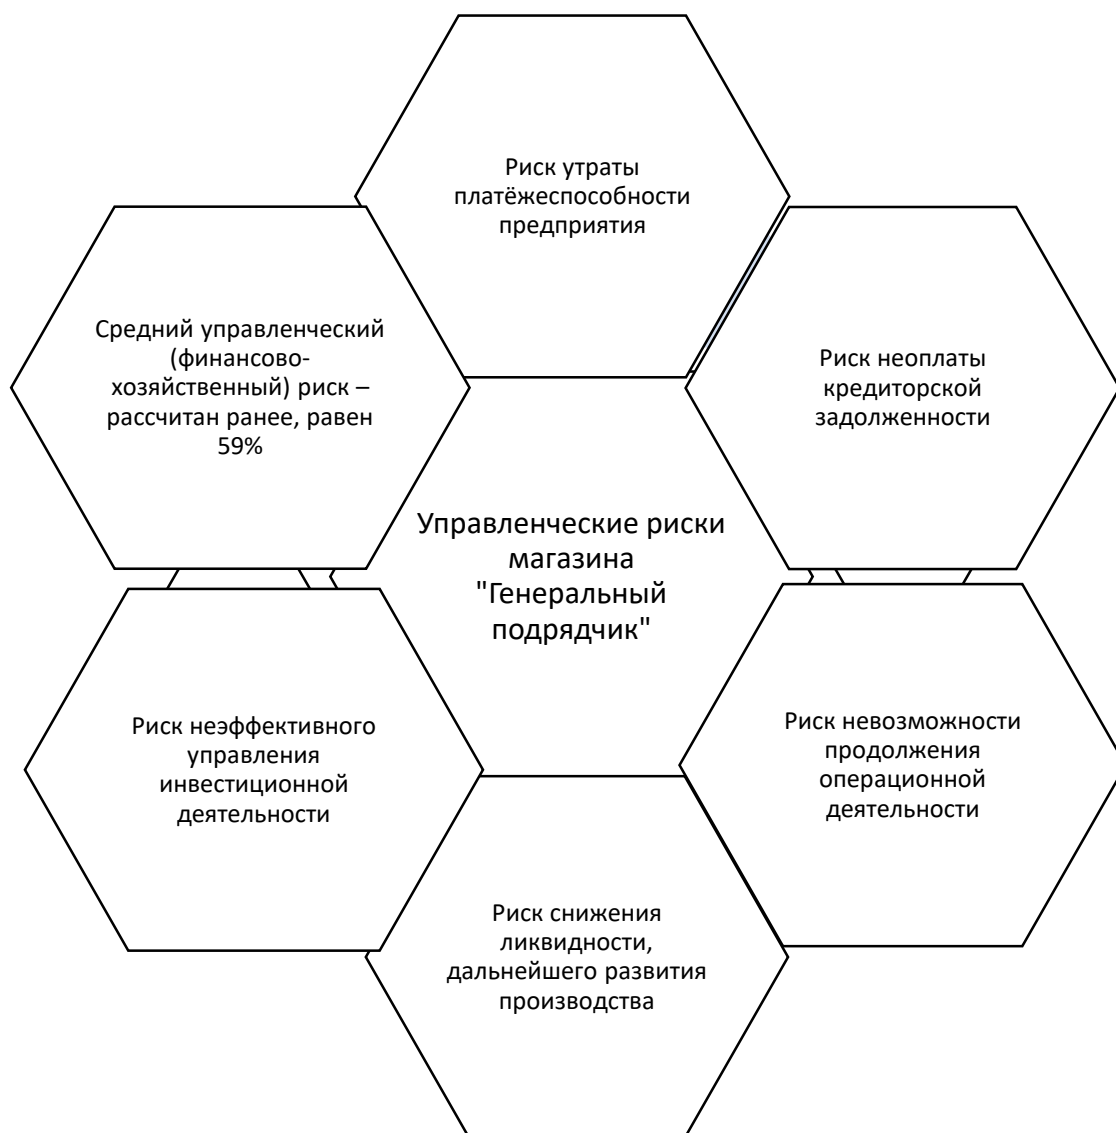 Риск утраты
платёжеспособности
предприятия
Средний управленческий
(финансово-
хозяйственный) риск –
рассчитан ранее, равен
59%
Риск неоплаты
кредиторской
задолженности
Управленческие риски
магазина
"Генеральный
подрядчик"
Риск неэффективного
управления
инвестиционной
деятельности
Риск невозможности
продолжения
операционной
деятельности
Риск снижения
ликвидности,
дальнейшего развития
производства